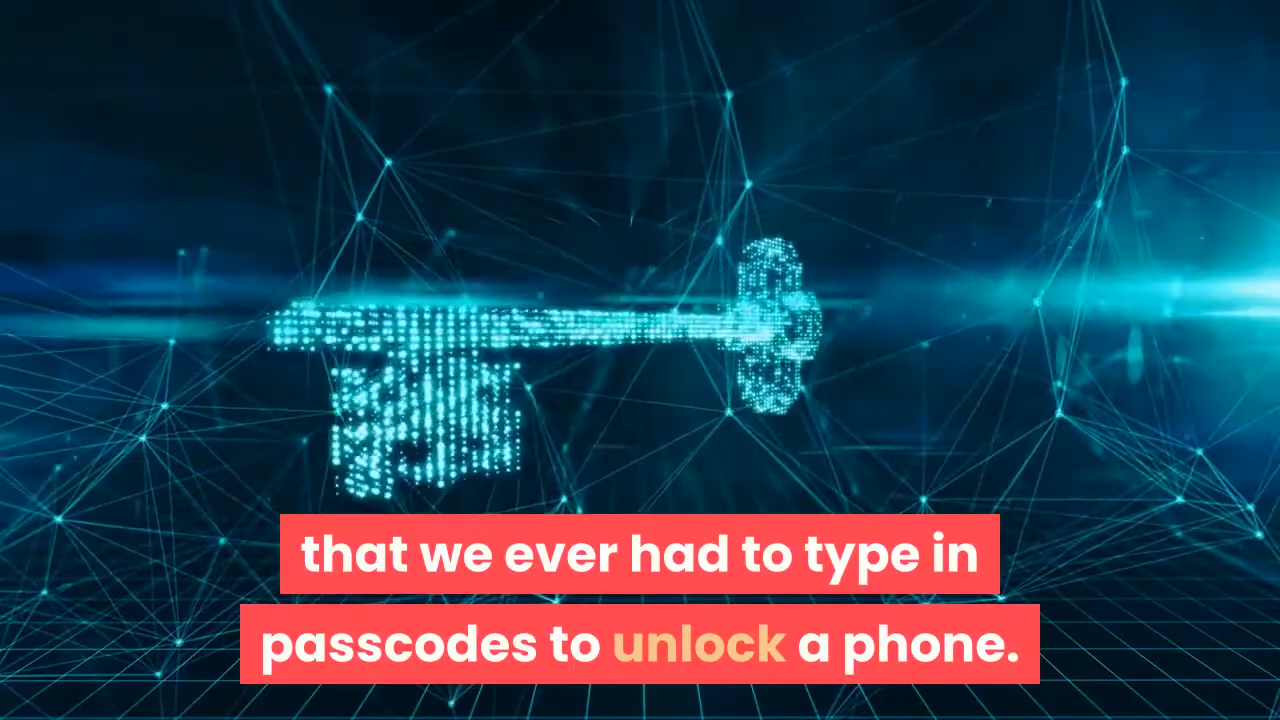 that we ever had to type in
passcodes to unlock a phone.